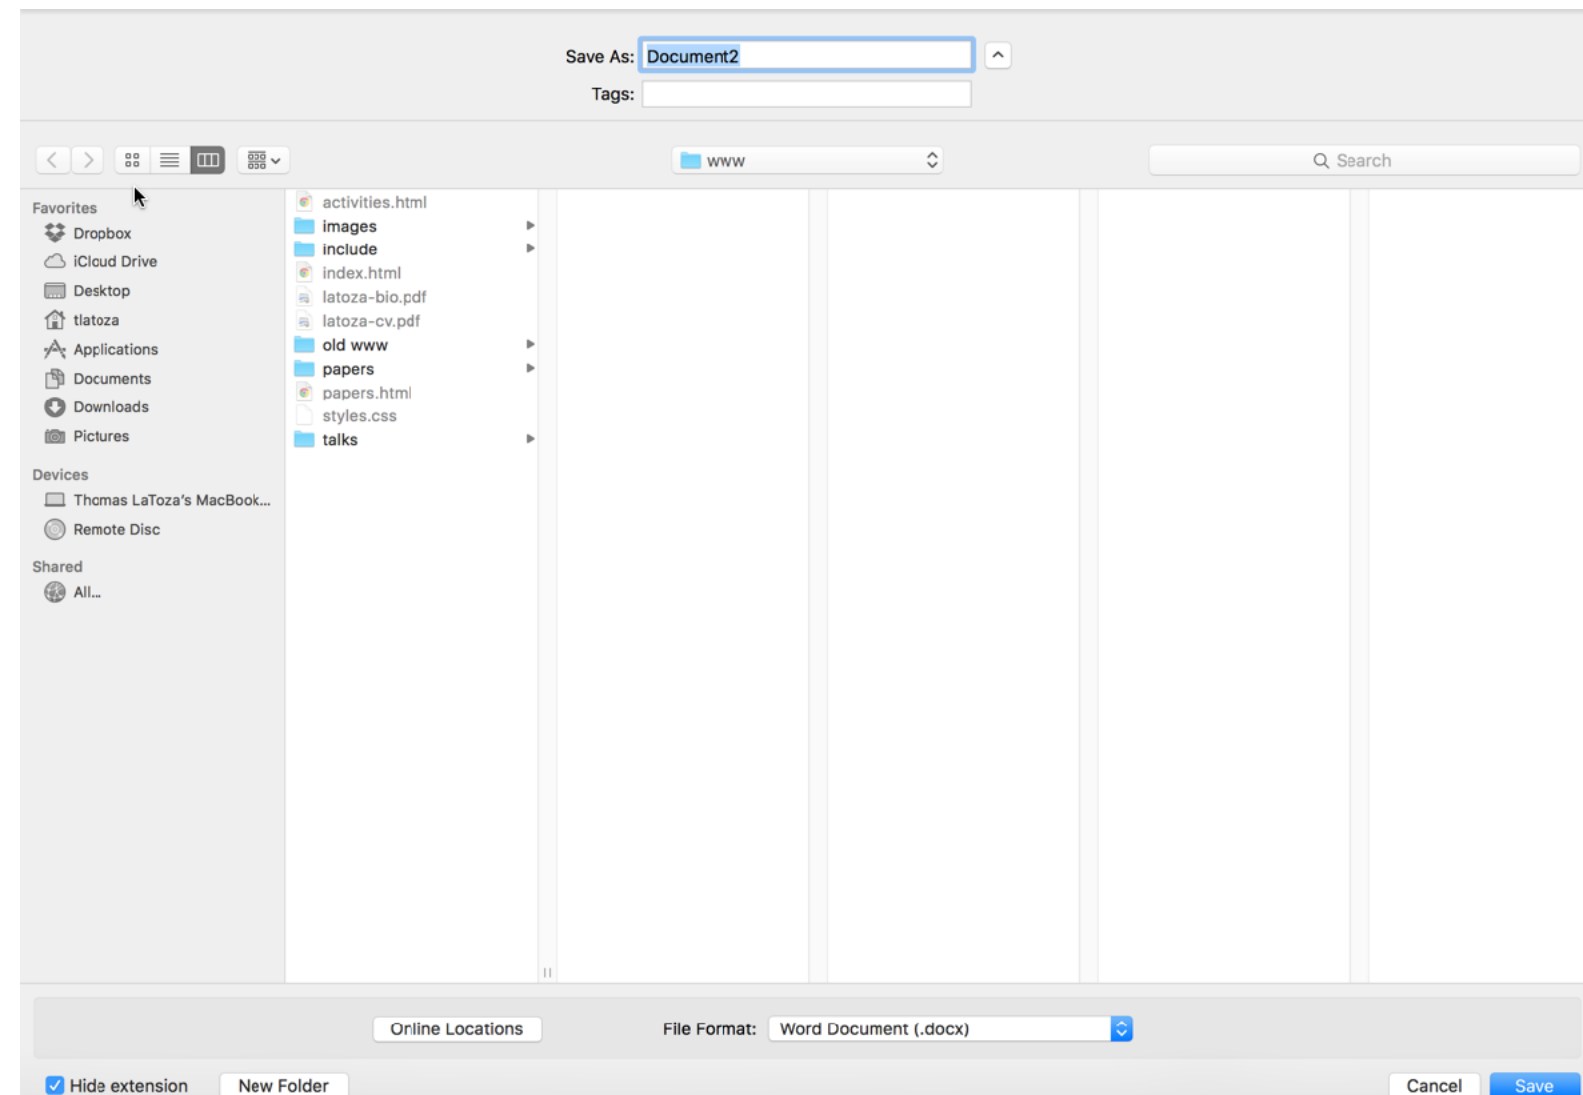 Save As: Document2
Tags:
www
Search
Favorites
Dropbox
iCloud Drive
Desktop
tlatoza
Applications
Documents
Downloads
Pictures
Devices
Thomas LaToza's MacBook...
Remote Disc
Shared
All...
activities.html
images
include
index.html
latoza-bio.pdf
latoza-cv.pdf
old www
papers
papers.html
styles.css
talks
Online Locations
File Format: Word Document (.docx)
Hide extension New Folder Cancel Save